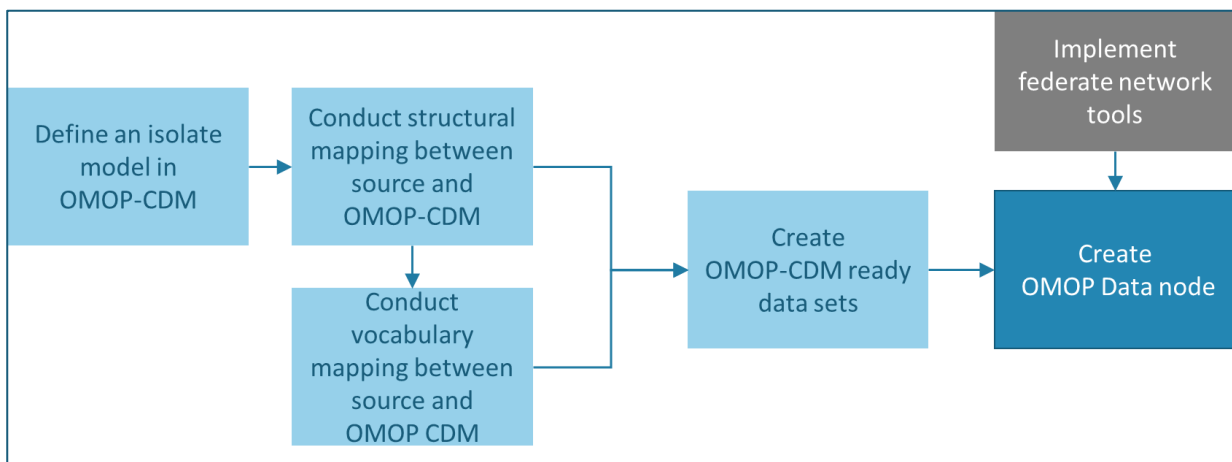 Define an isolate
model in
OMOP-CDM
Conduct structural
mapping between
source and
OMOP-CDM
Conduct
vocabulary
mapping between
source and
OMOP CDM
Create
OMOP-CDM ready
data sets
Implement
federate network
tools
Create
OMOP Data node